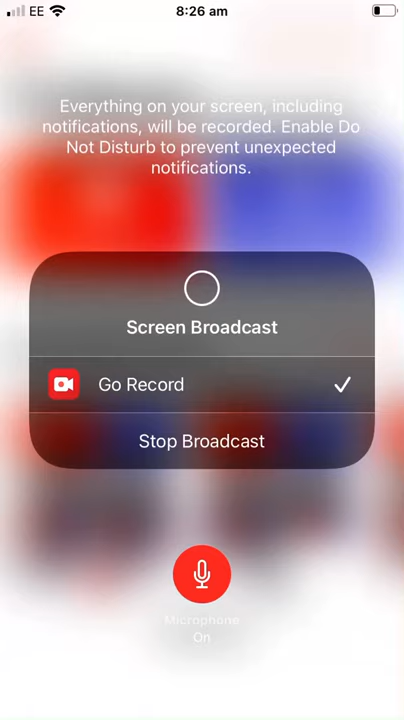 EE 8:26 am
Everything on your screen, including
notifications, will be recorded. Enable Do
Not Disturb to prevent unexpected
notifications.
Screen Broadcast
Go Record
Stop Broadcast
Microphone
On